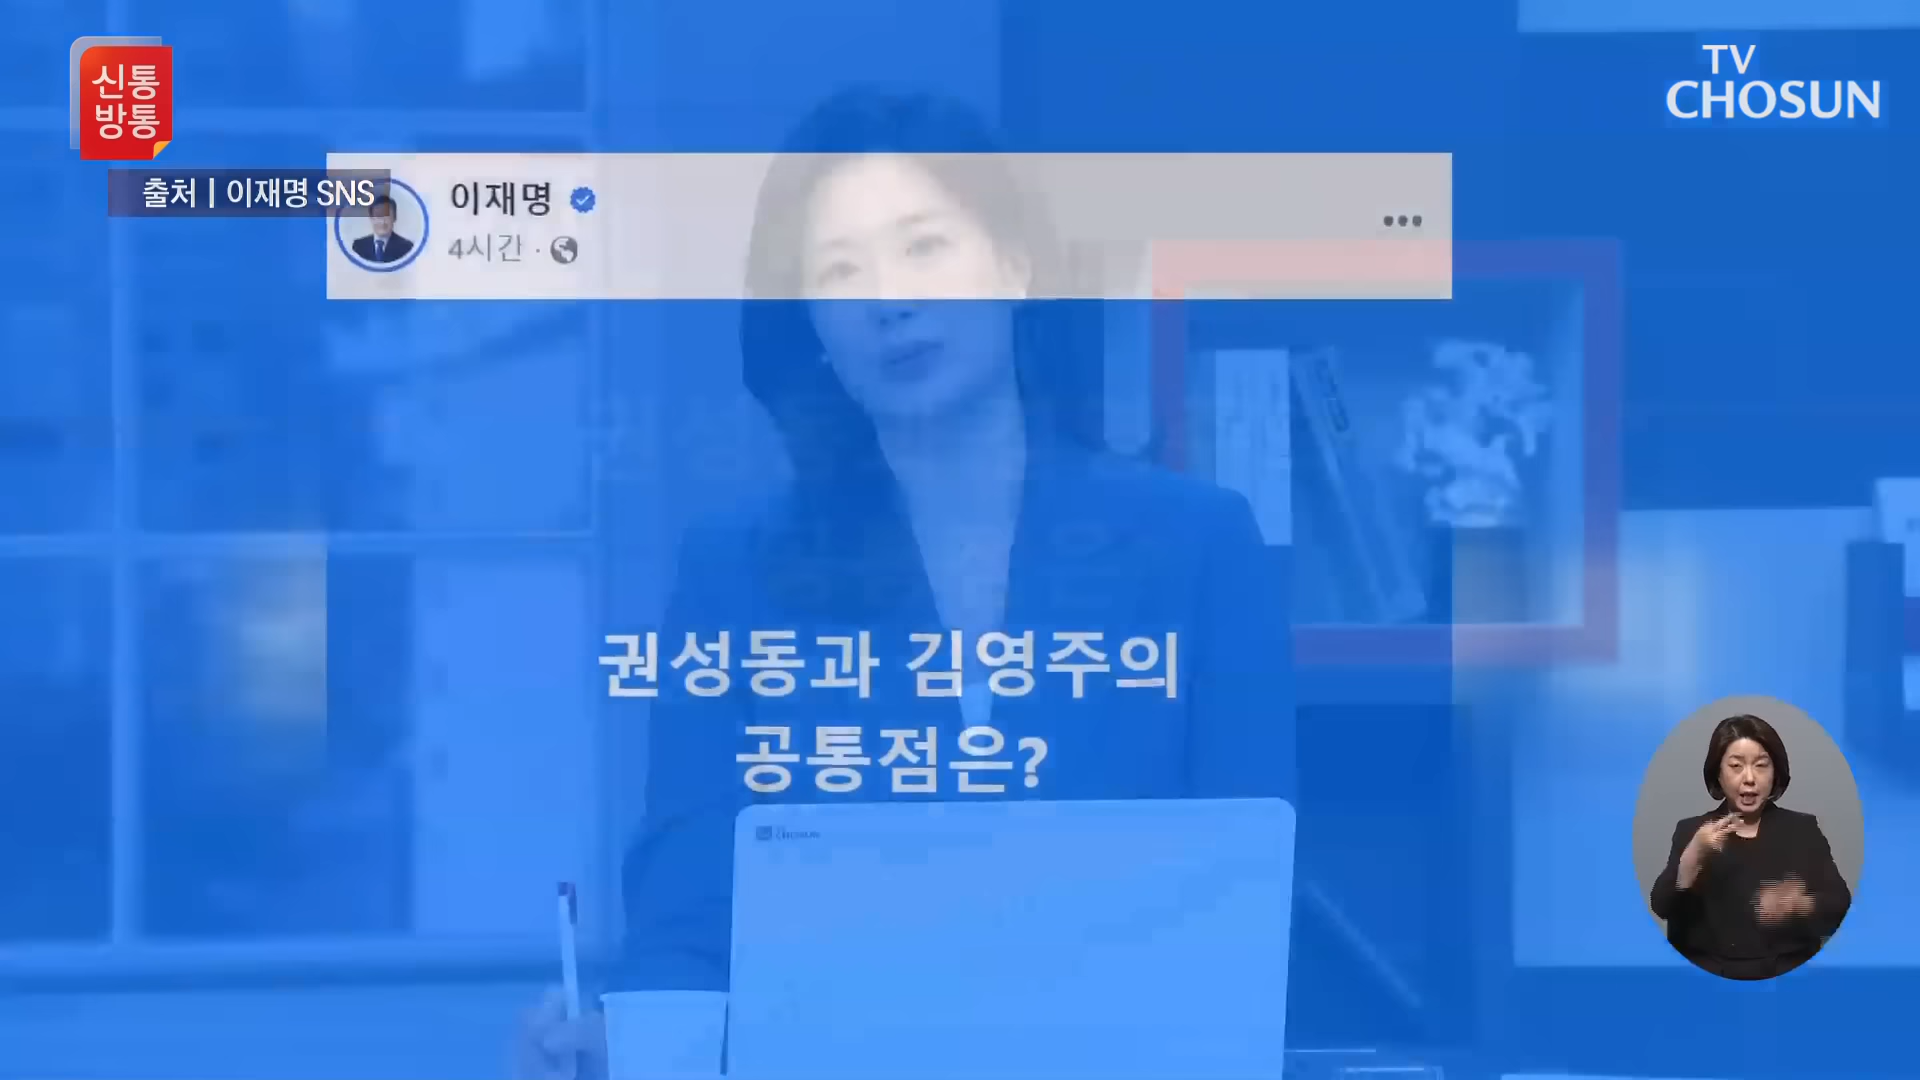 신통
방통
TV
CHOSUN
출처 | 이재명 SNS
이재명
4시간 ·
권성동과 김영주의
공통점은?
CHOSUN